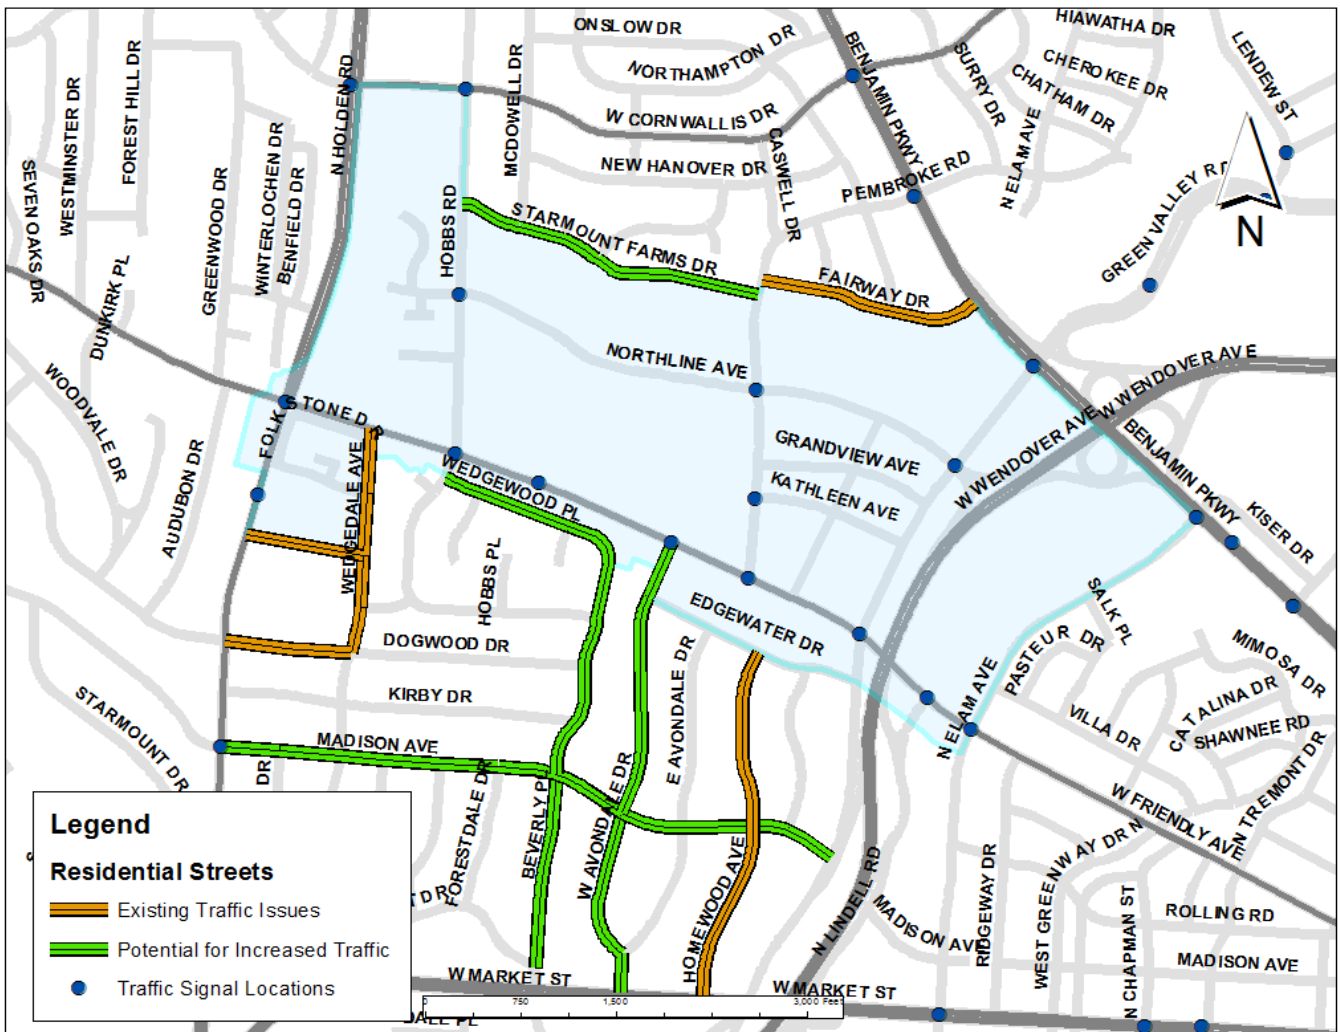 ONSLOW DR
HIAWATHA DR
BENJAMIN PKWY
LENDEW ST
SURRY DR
CHEROKEE DR
CHATHAM DR
NORTHAMPTON DR
MCDOWELL DR
N HOLDEN RD
FOREST HILL DR
WESTMINSTER DR
W CORNWALLIS DR
N ELAM AVE
CASWELL DR
NEW HANOVER DR
PEMBROKE RD
GREEN VALLEY RD
N
SEVEN OAKS DR
GREENWOOD DR
WINTERLOCHEN DR
BENFIELD DR
HOBBS RD
STARMOUNT FARMS DR
FAIRWAY DR
DUNKIRK PL
NORTHLINE AVE
W WENDOVER AVE
W WENDOVER AVE
WOODVALE DR
FOLKSTONE DR
GRANDVIEW AVE
KATHLEEN AVE
BENJAMIN PKWY
KISER DR
AUDUBON DR
WEDGEDALE AVE
WEDGEWOOD PL
HOBBS PL
EDGEWATER DR
SALK PL
PASTEUR DR
MIMOSA DR
DOGWOOD DR
KIRBY DR
E AVONDALE DR
N ELAM AVE
VILLA DR
CATALINA DR
SHAWNEE RD
N TREMONT DR
STARMOUNT DR
MADISON AVE
DR
FORESTDALE DR
BEVERLY PL
W AVONDALE DR
HOMEWOOD AVE
N LINDELL RD
W FRIENDLY AVE
WEST GREENWAY DR N
RIDGEWAY DR
MADISON AVE
N CHAPMAN ST
ROLLING RD
MADISON AVE
T DR
W MARKET ST
W MARKET ST
DALE PL
Legend
Residential Streets
Existing Traffic Issues
Potential for Increased Traffic
Traffic Signal Locations
0 750 1,500 3,000 Feet